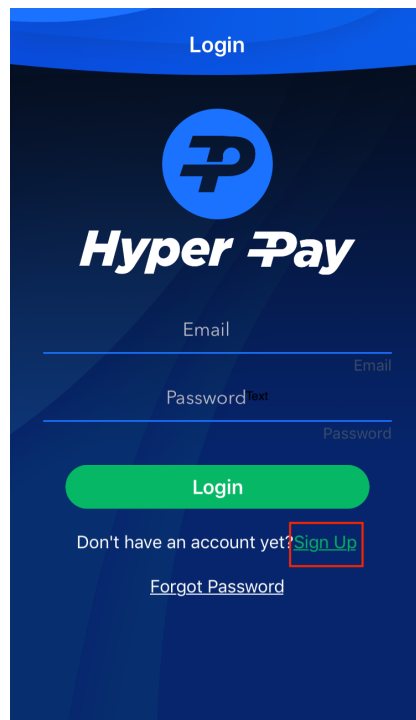 Login
Hyper Pay
Email
Email
Password Text
Password
Login
Don't have an account yet?Sign Up
Forgot Password